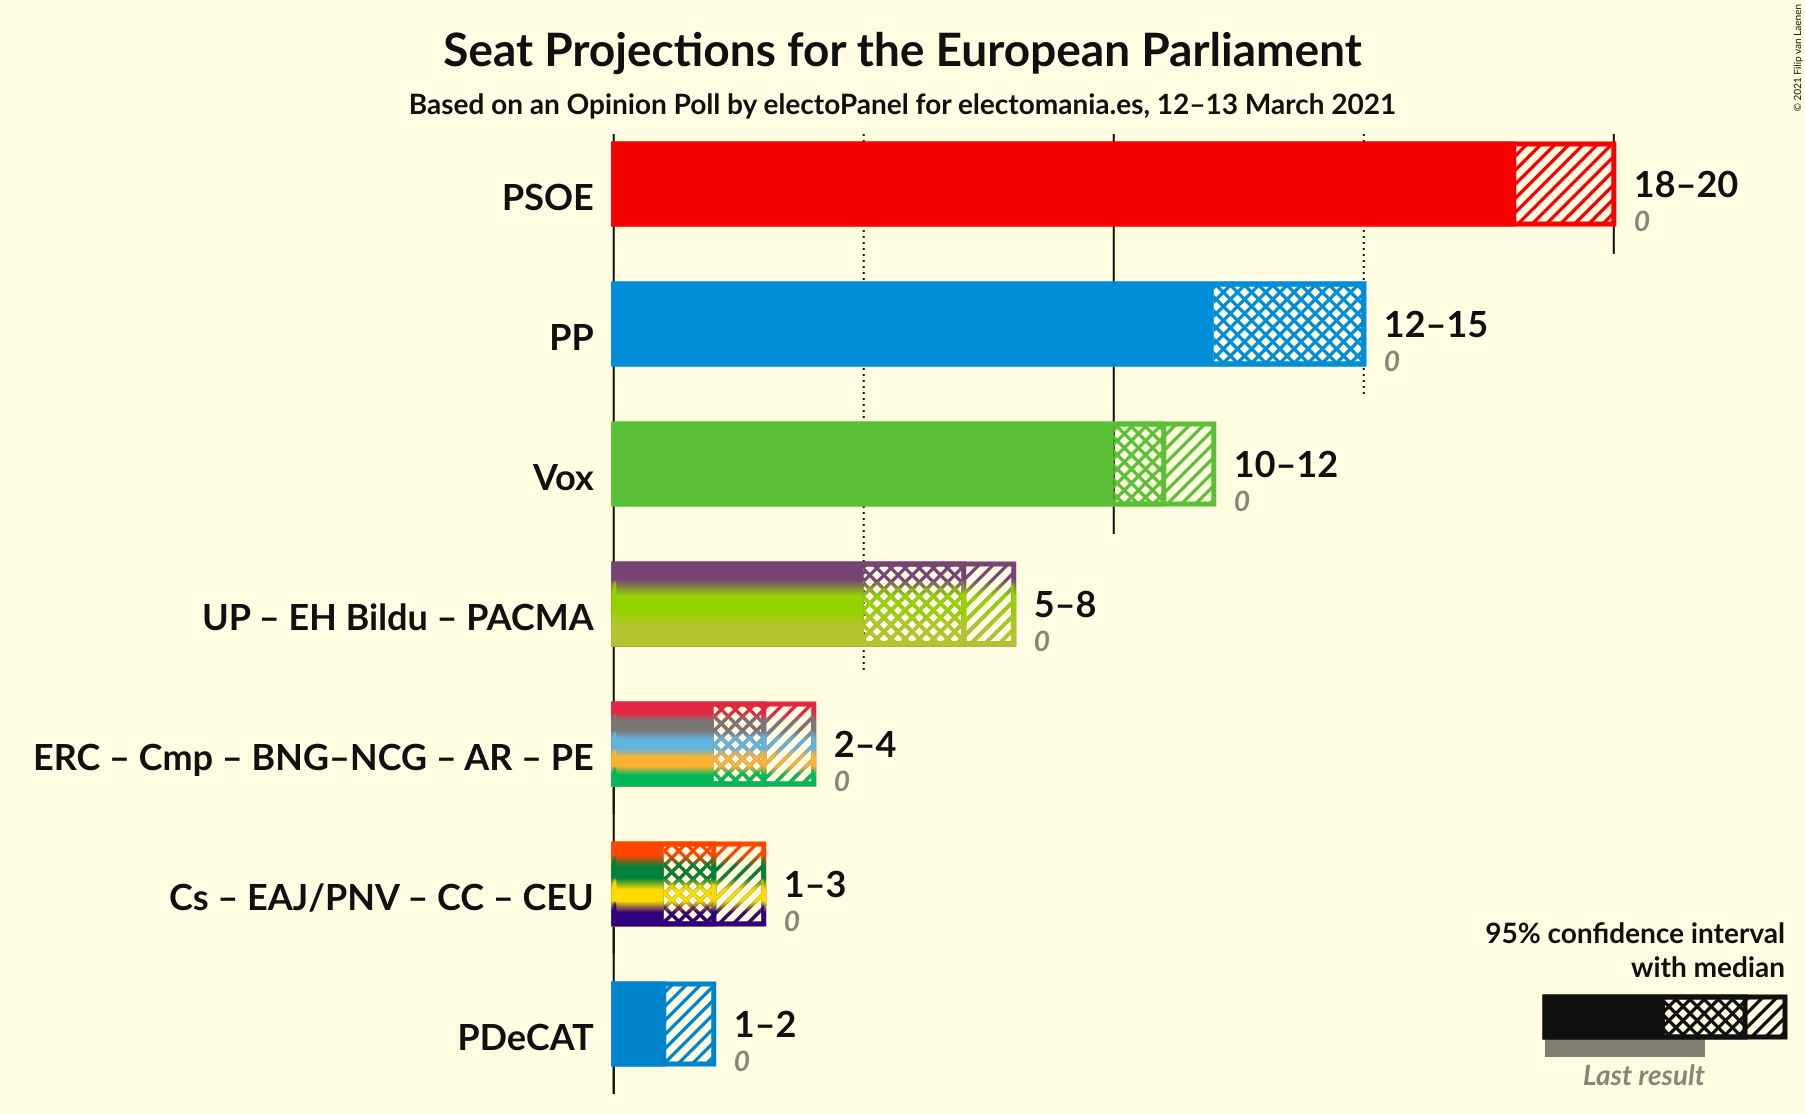 Seat Projections for the European Parliament
Based on an Opinion Poll by electoPanel for electomania.es, 12–13 March 2021
© 2021 Filip van Laenen
PSOE
18–20
0
PP
12–15
0
Vox
10–12
0
UP – EH Bildu – PACMA
5–8
0
ERC – Cmp – BNG–NCG – AR – PE
2–4
0
Cs – EAJ/PNV – CC – CEU
1–3
0
PDeCAT
1–2
0
95% confidence interval
with median
Last result